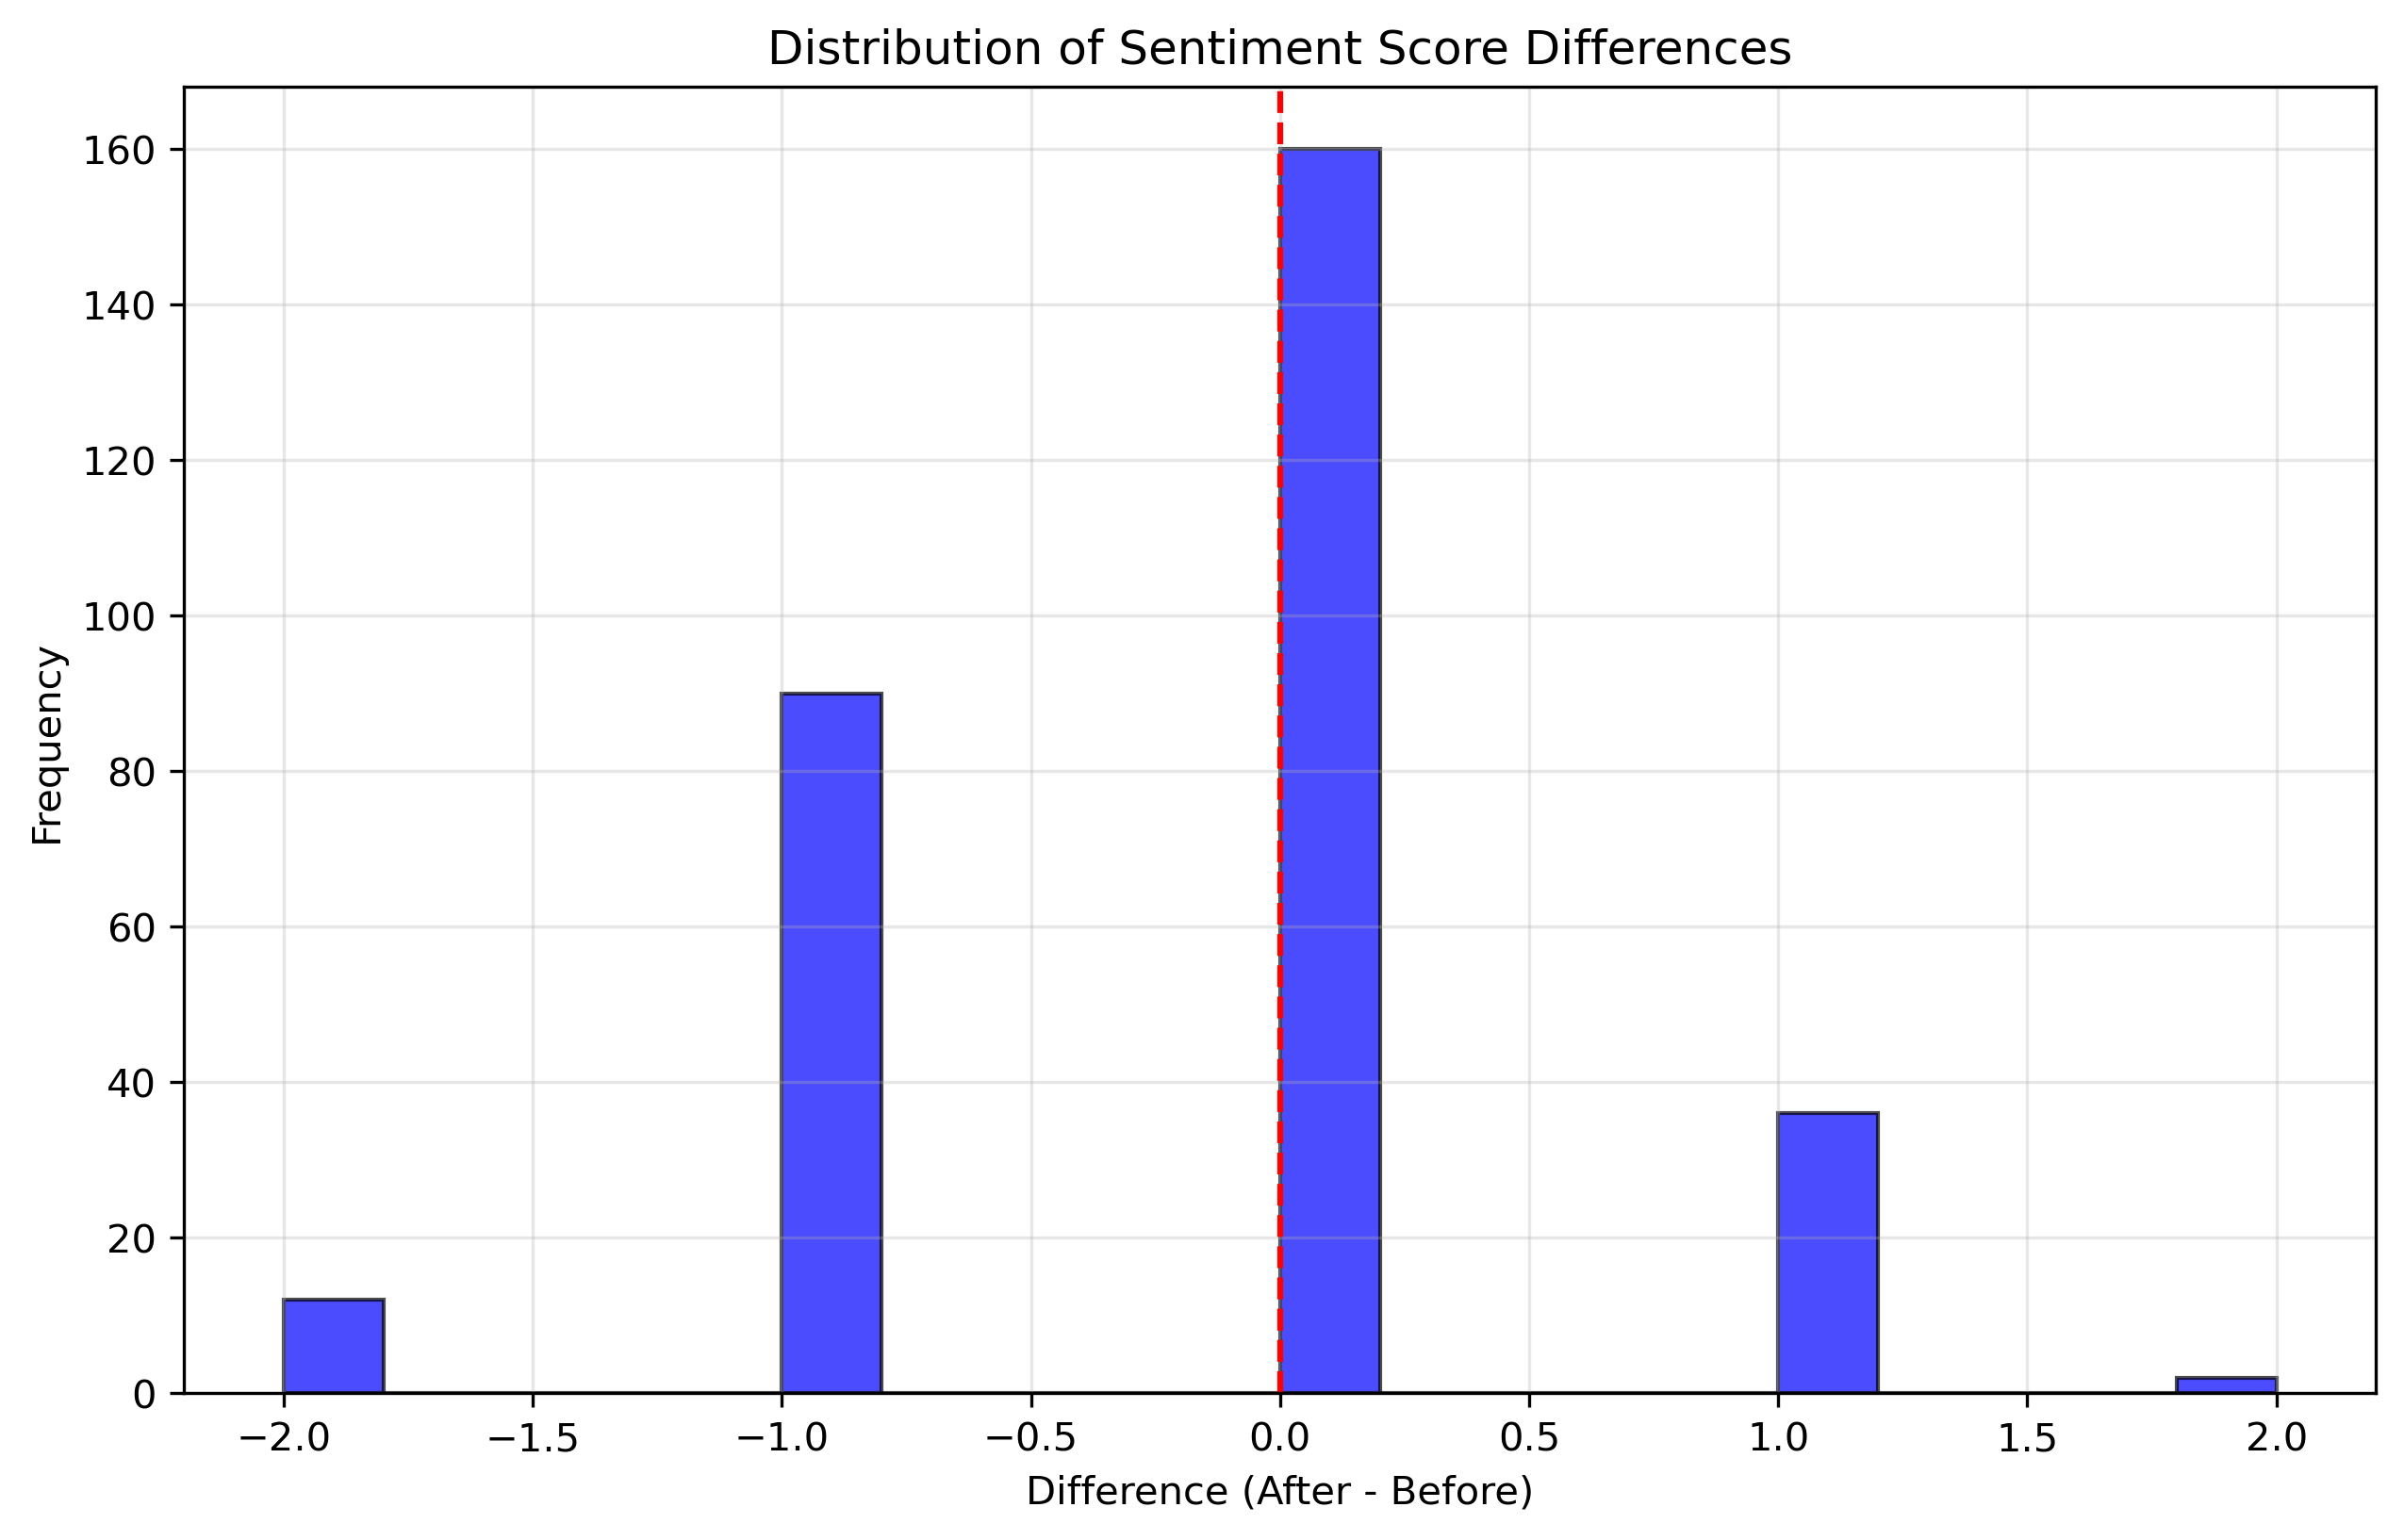 Distribution of Sentiment Score Differences
160
140
120
100
80
60
40
20
0
Frequency
−2.0 −1.5 −1.0 −0.5 0.0 0.5 1.0 1.5 2.0
Difference (After - Before)